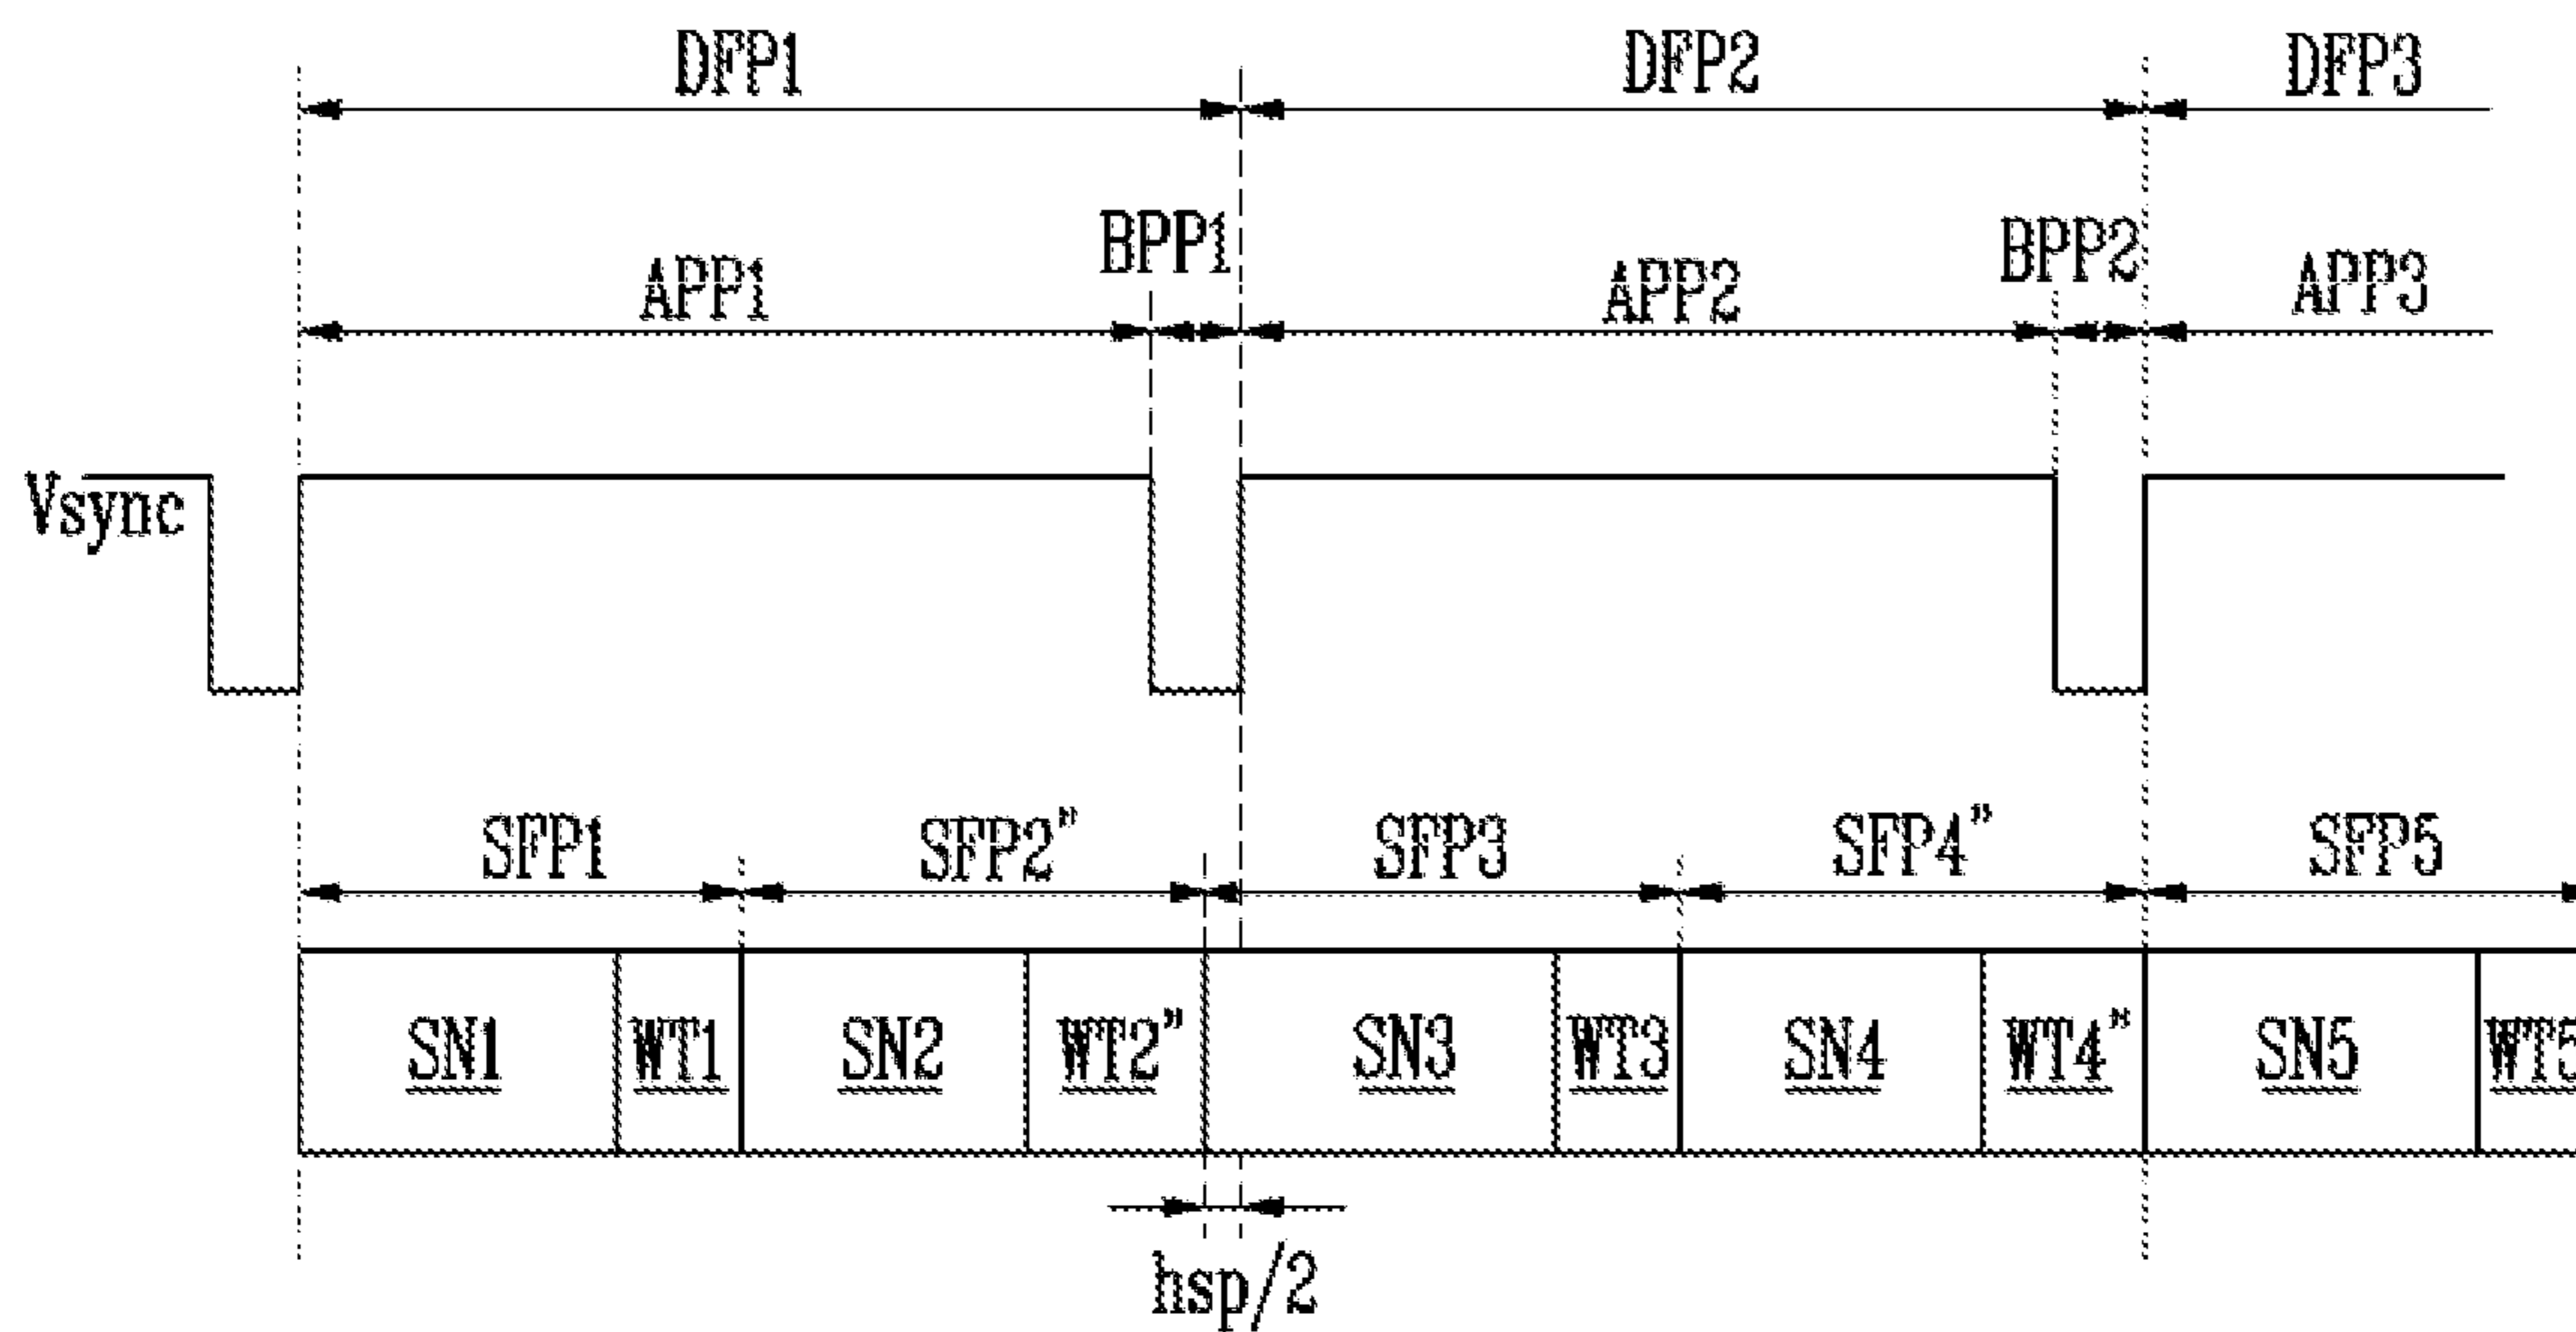 DFP1 DFP2 DFP3
BPP1 BPP2
APP1 APP2 APP3
Vsync
SFP1 SFP2” SFP3 SFP4” SFP5
SN1 WT1 SN2 WT2” SN3 WT3 SN4 WT4” SN5 WT5
hsp/2